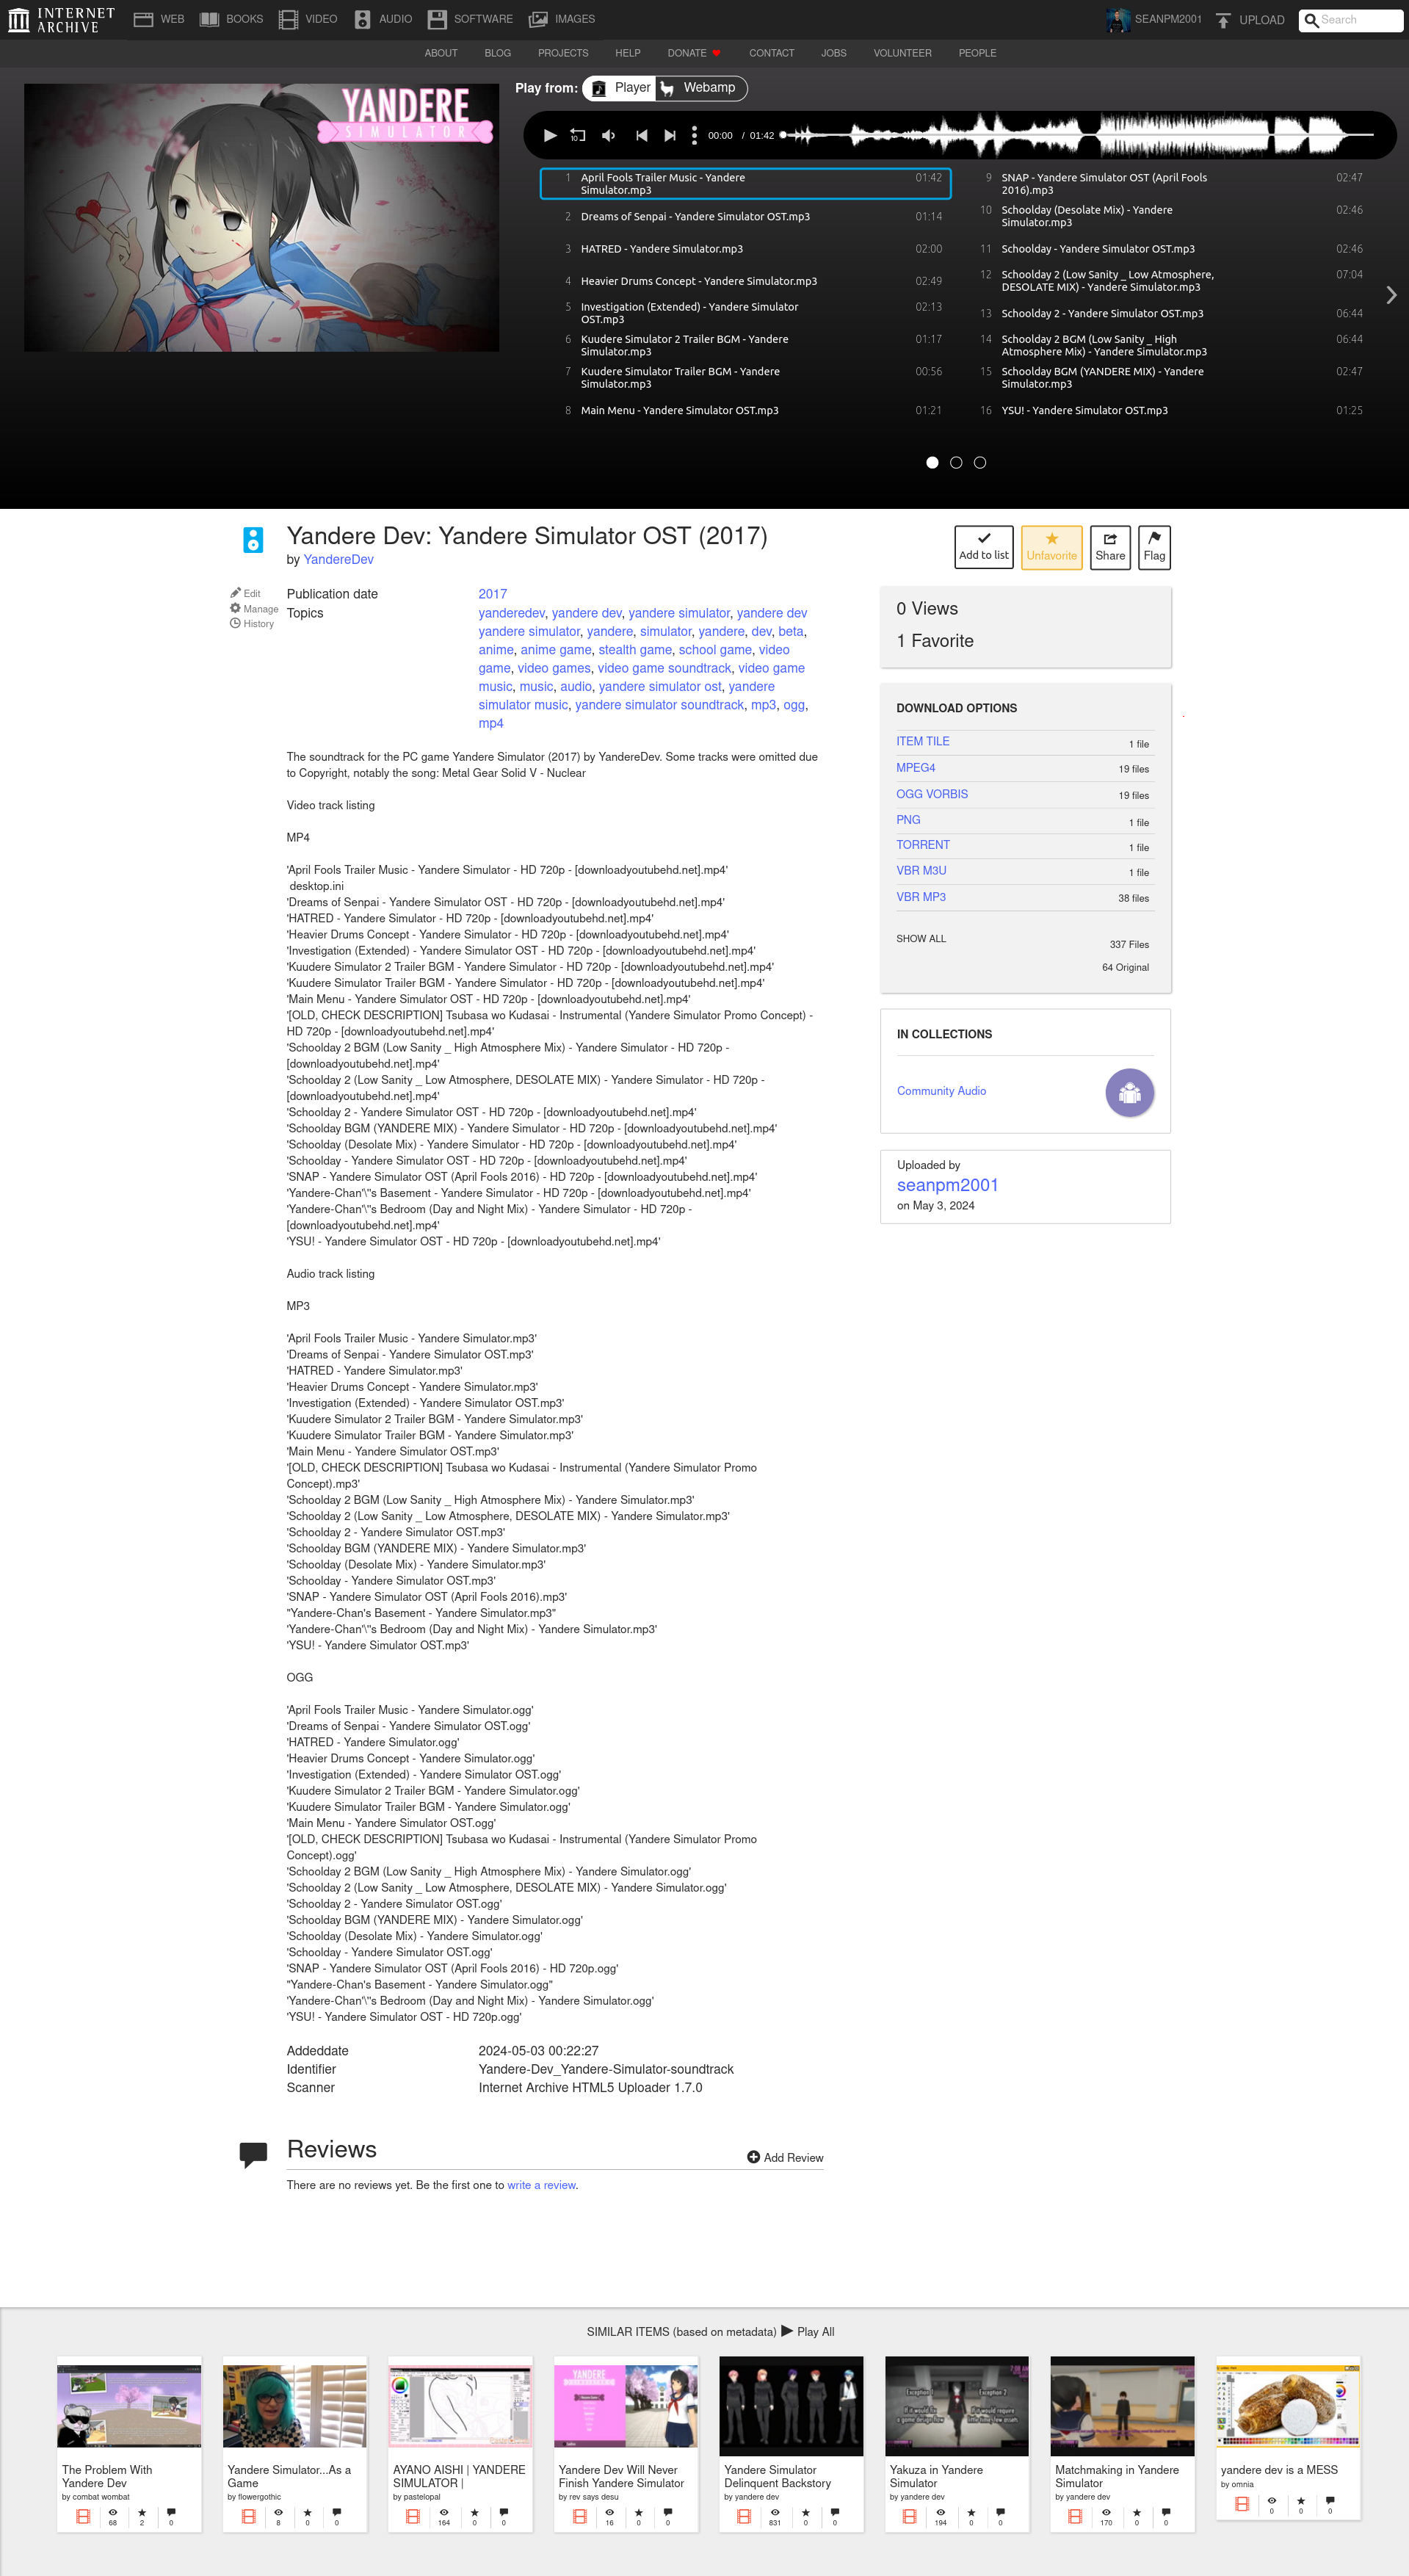 INTERNET
ARCHIVE
WEB BOOKS VIDEO AUDIO SOFTWARE IMAGES SEANPM2001 UPLOAD Search
ABOUT BLOG PROJECTS HELP DONATE CONTACT JOBS VOLUNTEER PEOPLE
YANDERE
SIMULATOR
Play from: Player Webamp
10 00:00 / 01:42
1 April Fools Trailer Music - Yandere 01:42
Simulator.mp3
2 Dreams of Senpai - Yandere Simulator OST.mp3 01:14
3 HATRED - Yandere Simulator.mp3 02:00
4 Heavier Drums Concept - Yandere Simulator.mp3 02:49
5 Investigation (Extended) - Yandere Simulator 02:13
OST.mp3
6 Kuudere Simulator 2 Trailer BGM - Yandere 01:17
Simulator.mp3
7 Kuudere Simulator Trailer BGM - Yandere 00:56
Simulator.mp3
8 Main Menu - Yandere Simulator OST.mp3 01:21
9 SNAP - Yandere Simulator OST (April Fools 02:47
2016).mp3
10 Schoolday (Desolate Mix) - Yandere 02:46
Simulator.mp3
11 Schoolday - Yandere Simulator OST.mp3 02:46
12 Schoolday 2 (Low Sanity _ Low Atmosphere, 07:04
DESOLATE MIX) - Yandere Simulator.mp3
13 Schoolday 2 - Yandere Simulator OST.mp3 06:44
14 Schoolday 2 BGM (Low Sanity _ High 06:44
Atmosphere Mix) - Yandere Simulator.mp3
15 Schoolday BGM (YANDERE MIX) - Yandere 02:47
Simulator.mp3
16 YSU! - Yandere Simulator OST.mp3 01:25
Yandere Dev: Yandere Simulator OST (2017)
by YandereDev
Add to list Unfavorite Share Flag
Edit
Manage
History
Publication date 2017
Topics yanderedev, yandere dev, yandere simulator, yandere dev
yandere simulator, yandere, simulator, yandere, dev, beta,
anime, anime game, stealth game, school game, video
game, video games, video game soundtrack, video game
music, music, audio, yandere simulator ost, yandere
simulator music, yandere simulator soundtrack, mp3, ogg,
mp4
The soundtrack for the PC game Yandere Simulator (2017) by YandereDev. Some tracks were omitted due
to Copyright, notably the song: Metal Gear Solid V - Nuclear
Video track listing
MP4
'April Fools Trailer Music - Yandere Simulator - HD 720p - [downloadyoutubehd.net].mp4'
desktop.ini
'Dreams of Senpai - Yandere Simulator OST - HD 720p - [downloadyoutubehd.net].mp4'
'HATRED - Yandere Simulator - HD 720p - [downloadyoutubehd.net].mp4'
'Heavier Drums Concept - Yandere Simulator - HD 720p - [downloadyoutubehd.net].mp4'
'Investigation (Extended) - Yandere Simulator OST - HD 720p - [downloadyoutubehd.net].mp4'
'Kuudere Simulator 2 Trailer BGM - Yandere Simulator - HD 720p - [downloadyoutubehd.net].mp4'
'Kuudere Simulator Trailer BGM - Yandere Simulator - HD 720p - [downloadyoutubehd.net].mp4'
'Main Menu - Yandere Simulator OST - HD 720p - [downloadyoutubehd.net].mp4'
'[OLD, CHECK DESCRIPTION] Tsubasa wo Kudasai - Instrumental (Yandere Simulator Promo Concept) -
HD 720p - [downloadyoutubehd.net].mp4'
'Schoolday 2 BGM (Low Sanity _ High Atmosphere Mix) - Yandere Simulator - HD 720p -
[downloadyoutubehd.net].mp4'
'Schoolday 2 (Low Sanity _ Low Atmosphere, DESOLATE MIX) - Yandere Simulator - HD 720p -
[downloadyoutubehd.net].mp4'
'Schoolday 2 - Yandere Simulator OST - HD 720p - [downloadyoutubehd.net].mp4'
'Schoolday BGM (YANDERE MIX) - Yandere Simulator - HD 720p - [downloadyoutubehd.net].mp4'
'Schoolday (Desolate Mix) - Yandere Simulator - HD 720p - [downloadyoutubehd.net].mp4'
'Schoolday - Yandere Simulator OST - HD 720p - [downloadyoutubehd.net].mp4'
'SNAP - Yandere Simulator OST (April Fools 2016) - HD 720p - [downloadyoutubehd.net].mp4'
'Yandere-Chan'\''s Basement - Yandere Simulator - HD 720p - [downloadyoutubehd.net].mp4'
'Yandere-Chan'\''s Bedroom (Day and Night Mix) - Yandere Simulator - HD 720p -
[downloadyoutubehd.net].mp4'
'YSU! - Yandere Simulator OST - HD 720p - [downloadyoutubehd.net].mp4'
Audio track listing
MP3
'April Fools Trailer Music - Yandere Simulator.mp3'
'Dreams of Senpai - Yandere Simulator OST.mp3'
'HATRED - Yandere Simulator.mp3'
'Heavier Drums Concept - Yandere Simulator.mp3'
'Investigation (Extended) - Yandere Simulator OST.mp3'
'Kuudere Simulator 2 Trailer BGM - Yandere Simulator.mp3'
'Kuudere Simulator Trailer BGM - Yandere Simulator.mp3'
'Main Menu - Yandere Simulator OST.mp3'
'[OLD, CHECK DESCRIPTION] Tsubasa wo Kudasai - Instrumental (Yandere Simulator Promo
Concept).mp3'
'Schoolday 2 BGM (Low Sanity _ High Atmosphere Mix) - Yandere Simulator.mp3'
'Schoolday 2 (Low Sanity _ Low Atmosphere, DESOLATE MIX) - Yandere Simulator.mp3'
'Schoolday 2 - Yandere Simulator OST.mp3'
'Schoolday BGM (YANDERE MIX) - Yandere Simulator.mp3'
'Schoolday (Desolate Mix) - Yandere Simulator.mp3'
'Schoolday - Yandere Simulator OST.mp3'
'SNAP - Yandere Simulator OST (April Fools 2016).mp3'
"Yandere-Chan's Basement - Yandere Simulator.mp3"
'Yandere-Chan'\''s Bedroom (Day and Night Mix) - Yandere Simulator.mp3'
'YSU! - Yandere Simulator OST.mp3'
OGG
'April Fools Trailer Music - Yandere Simulator.ogg'
'Dreams of Senpai - Yandere Simulator OST.ogg'
'HATRED - Yandere Simulator.ogg'
'Heavier Drums Concept - Yandere Simulator.ogg'
'Investigation (Extended) - Yandere Simulator OST.ogg'
'Kuudere Simulator 2 Trailer BGM - Yandere Simulator.ogg'
'Kuudere Simulator Trailer BGM - Yandere Simulator.ogg'
'Main Menu - Yandere Simulator OST.ogg'
'[OLD, CHECK DESCRIPTION] Tsubasa wo Kudasai - Instrumental (Yandere Simulator Promo
Concept).ogg'
'Schoolday 2 BGM (Low Sanity _ High Atmosphere Mix) - Yandere Simulator.ogg'
'Schoolday 2 (Low Sanity _ Low Atmosphere, DESOLATE MIX) - Yandere Simulator.ogg'
'Schoolday 2 - Yandere Simulator OST.ogg'
'Schoolday BGM (YANDERE MIX) - Yandere Simulator.ogg'
'Schoolday (Desolate Mix) - Yandere Simulator.ogg'
'Schoolday - Yandere Simulator OST.ogg'
'SNAP - Yandere Simulator OST (April Fools 2016) - HD 720p.ogg'
"Yandere-Chan's Basement - Yandere Simulator.ogg"
'Yandere-Chan'\''s Bedroom (Day and Night Mix) - Yandere Simulator.ogg'
'YSU! - Yandere Simulator OST - HD 720p.ogg'
Addeddate 2024-05-03 00:22:27
Identifier Yandere-Dev_Yandere-Simulator-soundtrack
Scanner Internet Archive HTML5 Uploader 1.7.0
0 Views
1 Favorite
DOWNLOAD OPTIONS
ITEM TILE 1 file
MPEG4 19 files
OGG VORBIS 19 files
PNG 1 file
TORRENT 1 file
VBR M3U 1 file
VBR MP3 38 files
SHOW ALL 337 Files
64 Original
IN COLLECTIONS
Community Audio
Uploaded by
seanpm2001
on May 3, 2024
Reviews Add Review
There are no reviews yet. Be the first one to write a review.
SIMILAR ITEMS (based on metadata) Play All
The Problem With
Yandere Dev
by combat wombat
68 2 0
Yandere Simulator...As a
Game
by flowergothic
8 0 0
AYANO AISHI | YANDERE
SIMULATOR |
by pastelopal
164 0 0
YANDERE
Yandere Dev Will Never
Finish Yandere Simulator
by rev says desu
16 0 0
Yandere Simulator
Delinquent Backstory
by yandere dev
831 0 0
Exception 1 Exception 2
Yakuza in Yandere
Simulator
by yandere dev
194 0 0
Matchmaking in Yandere
Simulator
by yandere dev
170 0 0
yandere dev is a MESS
by omnia
0 0 0